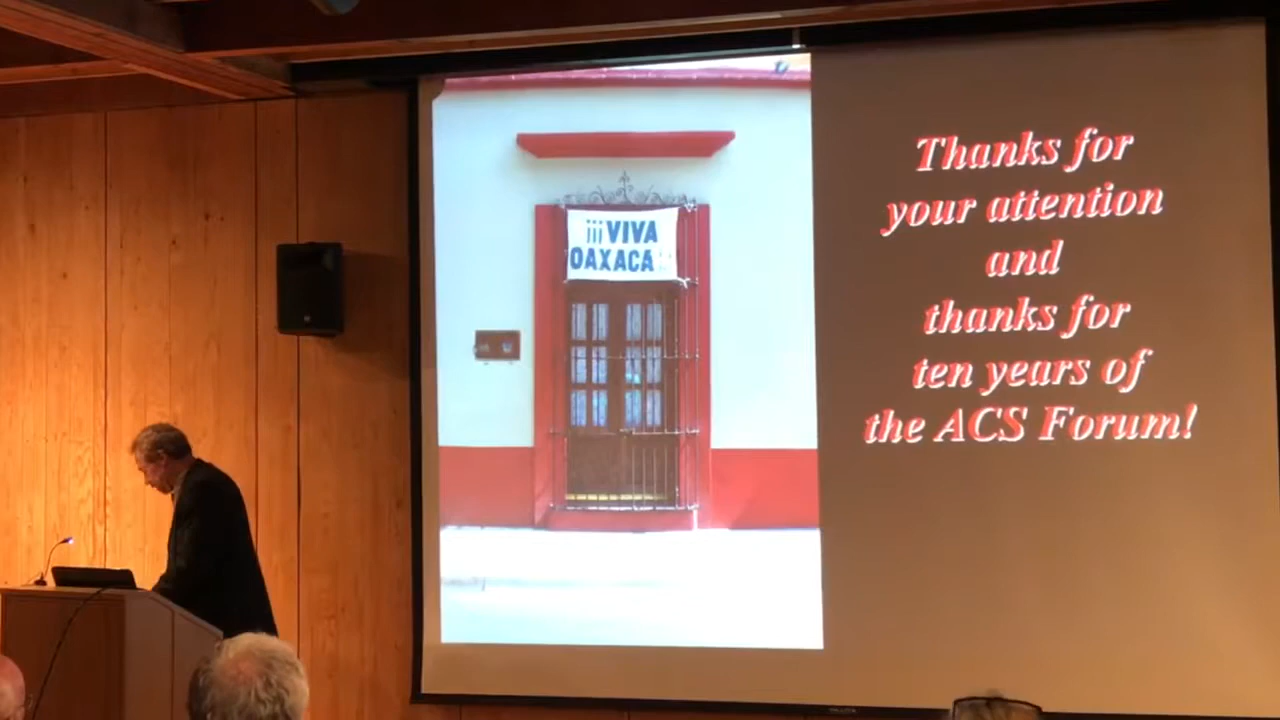 ¡¡¡VIVA
OAXACA
Thanks for
your attention
and
thanks for
ten years of
the ACS Forum!